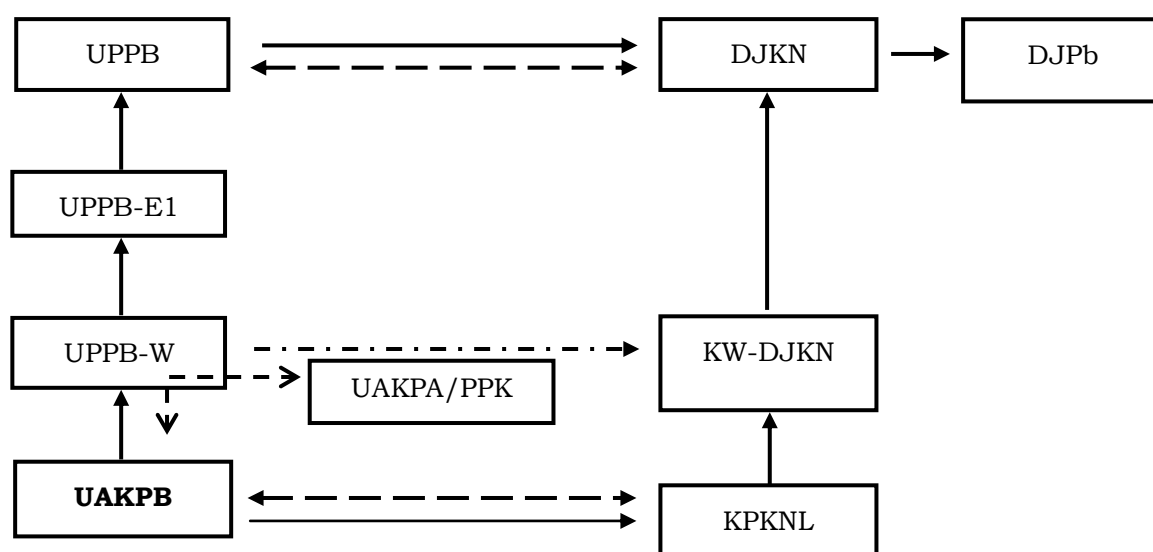 UPPB
DJKN
DJPb
UPPB-E1
UPPB-W
KW-DJKN
UAKPA/PPK
UAKPB
KPKNL